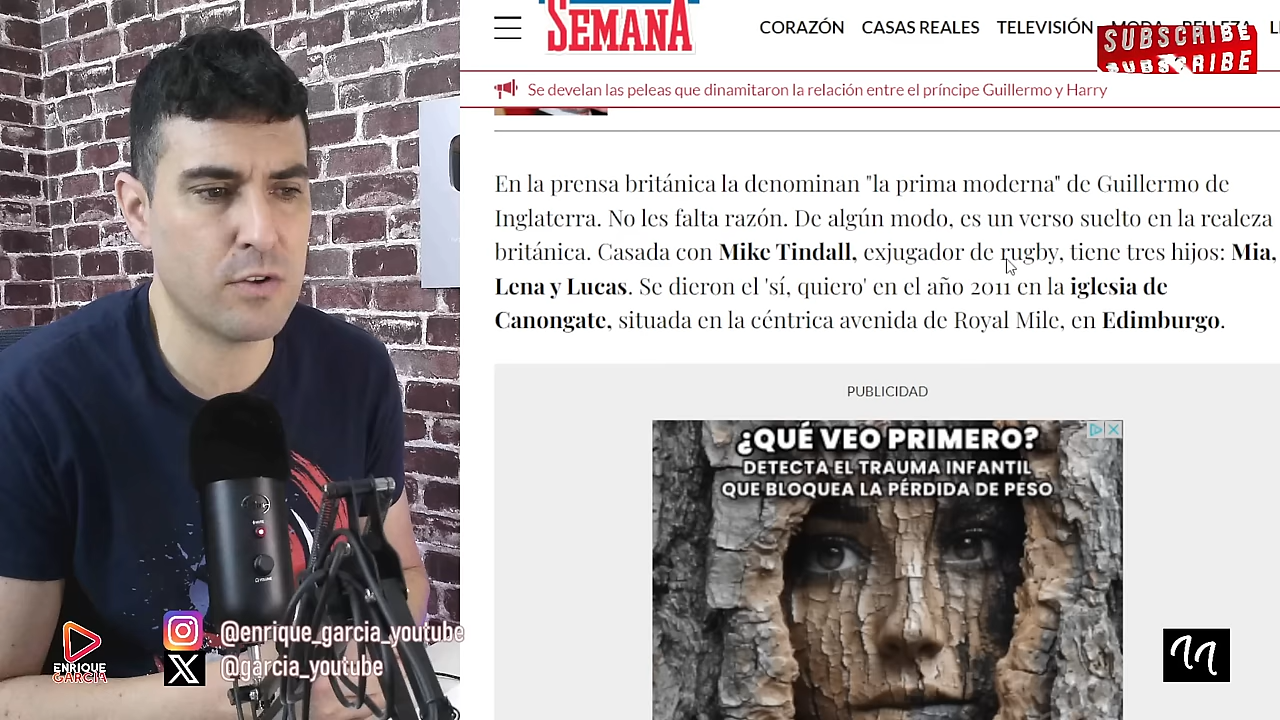 SEMANA
CORAZÓN CASAS REALES TELEVISIÓN MODA BELLEZA
SUBSCRIBE
SUBSCRIBE
Se develan las peleas que dinamitaron la relación entre el príncipe Guillermo y Harry
En la prensa británica la denominan "la prima moderna" de Guillermo de
Inglaterra. No les falta razón. De algún modo, es un verso suelto en la realeza
británica. Casada con Mike Tindall, exjugador de rugby, tiene tres hijos: Mia,
Lena y Lucas. Se dieron el 'sí, quiero' en el año 2011 en la iglesia de
Canongate, situada en la céntrica avenida de Royal Mile, en Edimburgo.
PUBLICIDAD
¿QUÉ VEO PRIMERO?
DETECTA EL TRAUMA INFANTIL
QUE BLOQUEA LA PÉRDIDA DE PESO
@enrique_garcia_youtube
@garcia_youtube
ENRIQUE
GARCIA